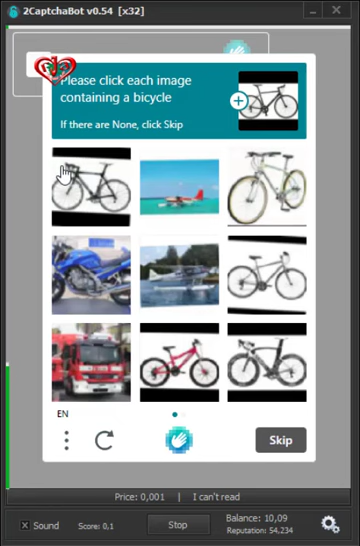 2CaptchaBot v0.54 [x32]
Please click each image
containing a bicycle
If there are None, click Skip
EN
Skip
Price: 0,001 | I can't read
Sound
Score: 0,1
Stop
Balance: 10,09
Reputation: 54.234